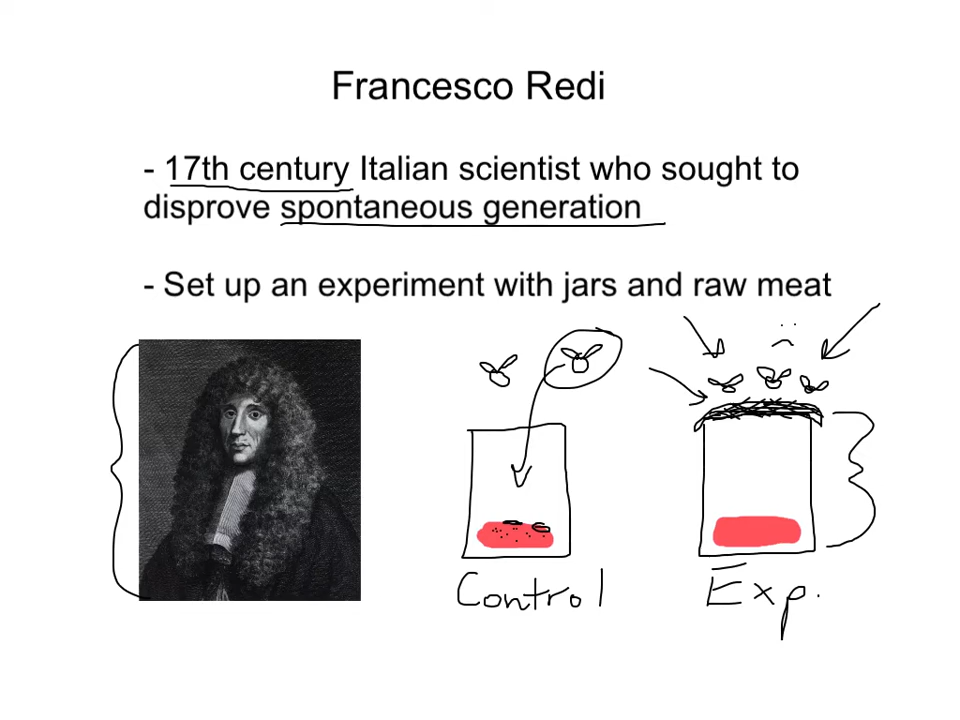 Francesco Redi
- 17th century Italian scientist who sought to
disprove spontaneous generation
- Set up an experiment with jars and raw meat
Control
Exp.